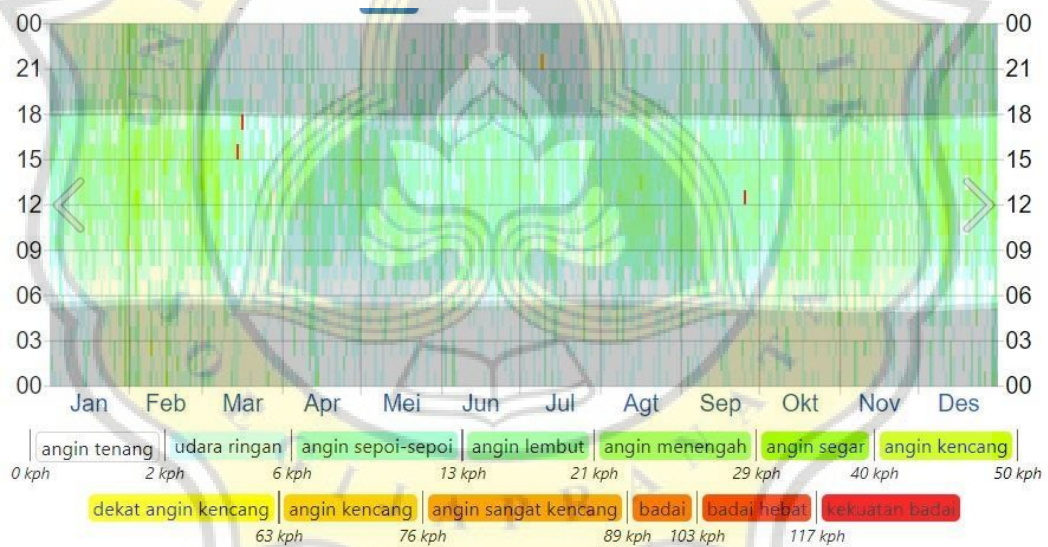 00 00
21 21
18 18
15 15
12 12
09 09
06 06
03 03
00 00
Jan Feb Mar Apr Mei Jun Jul Agt Sep Okt Nov Des
angin tenang udara ringan angin sepoi-sepoi angin lembut angin menengah angin segar angin kencang
0 kph 2 kph 6 kph 13 kph 21 kph 29 kph 40 kph 50 kph
dekat angin kencang angin kencang angin sangat kencang badai badai hebat kekuatan badai
63 kph 76 kph 89 kph 103 kph 117 kph